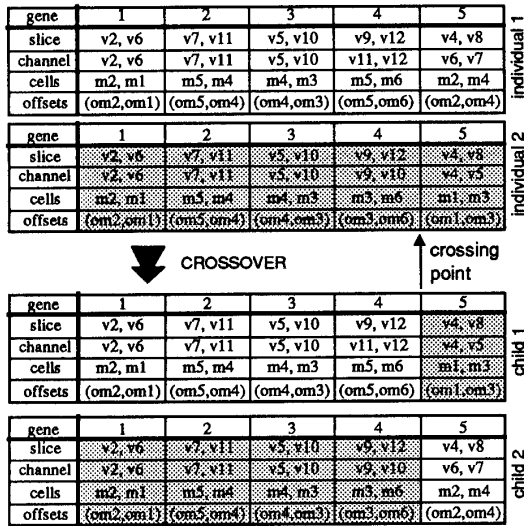 gene 1 2 3 4 5
slice v2, v6 v7, v11 v5, v10 v9, v12 v4, v8
channel v2, v6 v7, v11 v5, v10 v11, v12 v6, v7
cells m2, m1 m5, m4 m4, m3 m5, m6 m2, m4
offsets (om2,om1) (om5,om4) (om4,om3) (om5,om6) (om2,om4)
individual 1
gene 1 2 3 4 5
slice v2, v6 v7, v11 v5, v10 v9, v12 v4, v8
channel v2, v6 v7, v11 v5, v10 v9, v10 v4, v5
cells m2, m1 m5, m4 m4, m3 m3, m6 m1, m3
offsets (om2,om1) (om5,om4) (om4,om3) (om3,om6) (om1,om3)
individual 2
CROSSOVER
crossing
point
gene 1 2 3 4 5
slice v2, v6 v7, v11 v5, v10 v9, v12 v4, v8
channel v2, v6 v7, v11 v5, v10 v11, v12 v4, v5
cells m2, m1 m5, m4 m4, m3 m5, m6 m1, m3
offsets (om2,om1) (om5,om4) (om4,om3) (om5,om6) (om1,om3)
child 1
gene 1 2 3 4 5
slice v2, v6 v7, v11 v5, v10 v9, v12 v4, v8
channel v2, v6 v7, v11 v5, v10 v9, v10 v6, v7
cells m2, m1 m5, m4 m4, m3 m3, m6 m2, m4
offsets (om2,om1) (om5,om4) (om4,om3) (om3,om6) (om2,om4)
child 2